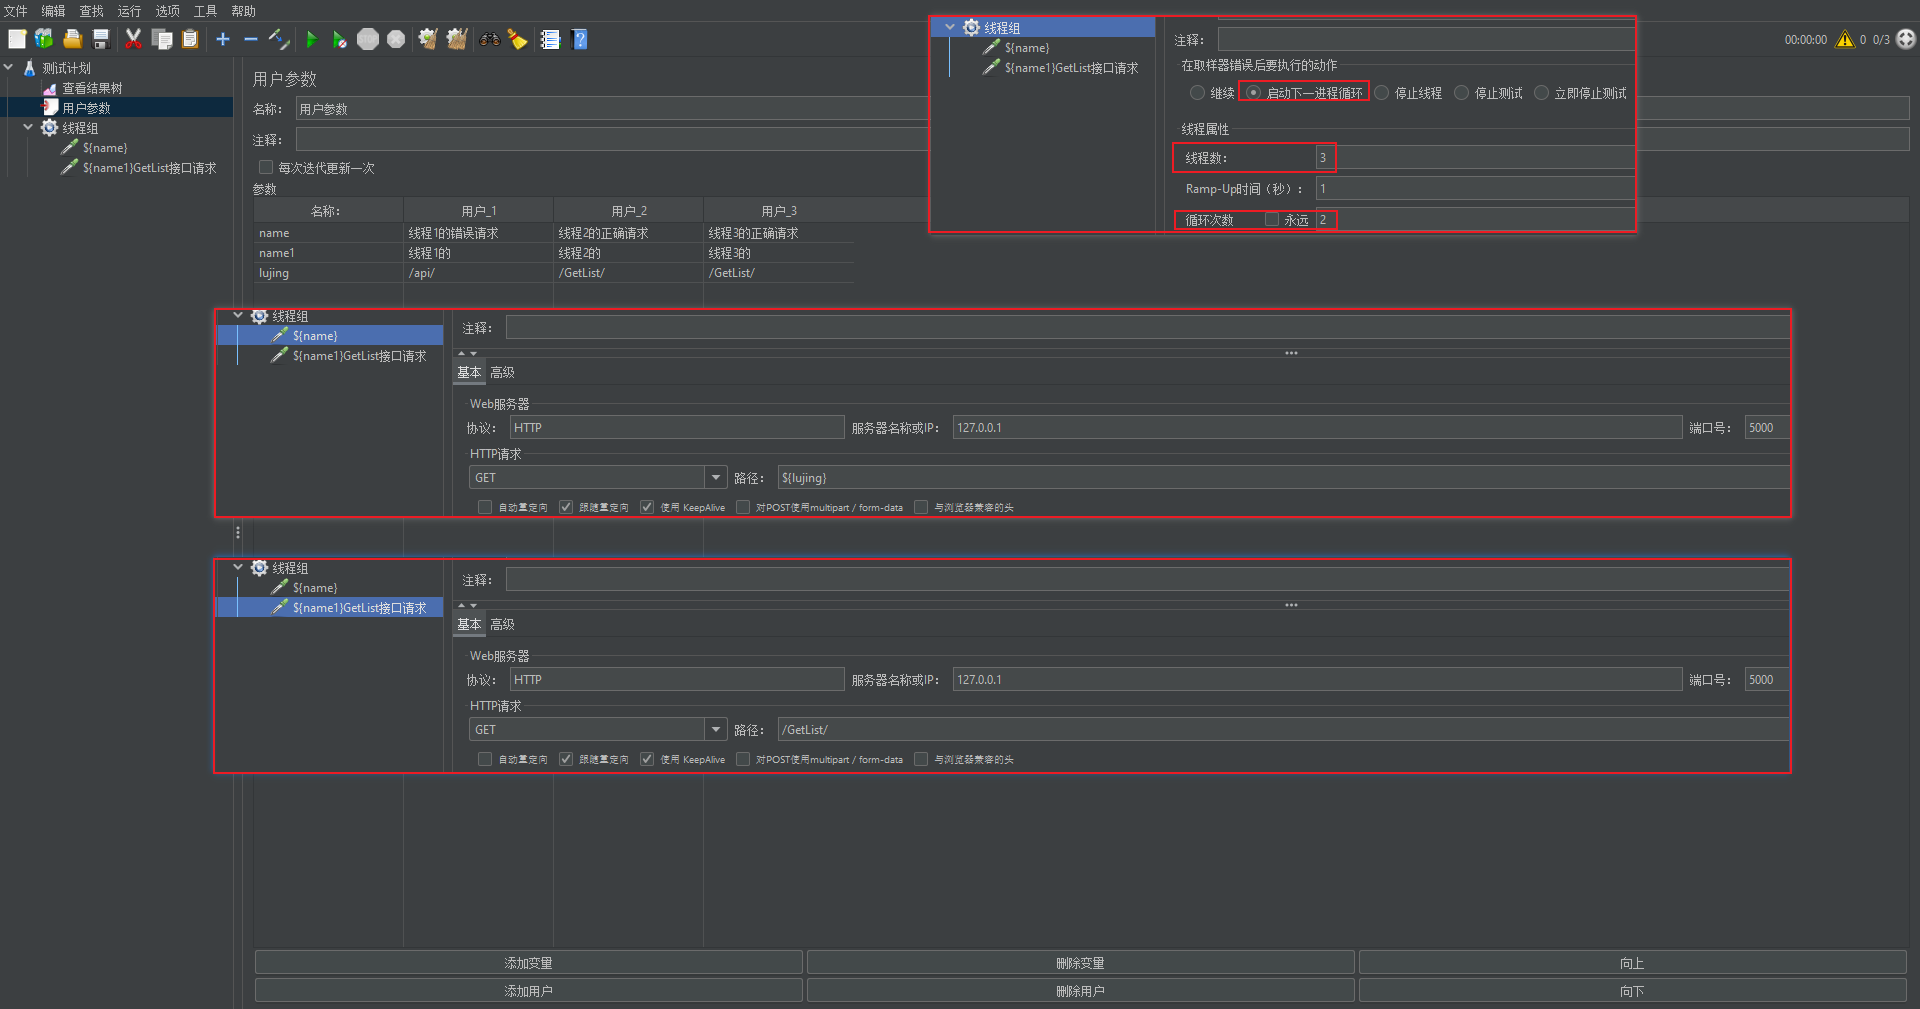 文件 编辑 查找 运行 选项 工具 帮助
00:00:00 0 0/3
测试计划
查看结果树
用户参数
线程组
${name}
${name1}GetList接口请求
用户参数
名称: 用户参数
注释:
每次迭代更新一次
参数
名称: 用户_1 用户_2 用户_3
name 线程1的错误请求 线程2的正确请求 线程3的正确请求
name1 线程1的 线程2的 线程3的
lujing /api/ /GetList/ /GetList/
线程组
${name}
${name1}GetList接口请求
注释:
在取样器错误后要执行的动作
继续 启动下一进程循环 停止线程 停止测试 立即停止测试
线程属性
线程数: 3
Ramp-Up时间（秒）: 1
循环次数 永远 2
线程组
${name}
${name1}GetList接口请求
注释:
基本 高级
Web服务器
协议: HTTP 服务器名称或IP: 127.0.0.1 端口号: 5000
HTTP请求
GET 路径: ${lujing}
自动重定向 跟随重定向 使用 KeepAlive 对POST使用multipart / form-data 与浏览器兼容的头
线程组
${name}
${name1}GetList接口请求
注释:
基本 高级
Web服务器
协议: HTTP 服务器名称或IP: 127.0.0.1 端口号: 5000
HTTP请求
GET 路径: /GetList/
自动重定向 跟随重定向 使用 KeepAlive 对POST使用multipart / form-data 与浏览器兼容的头
添加变量 删除变量 向上
添加用户 删除用户 向下